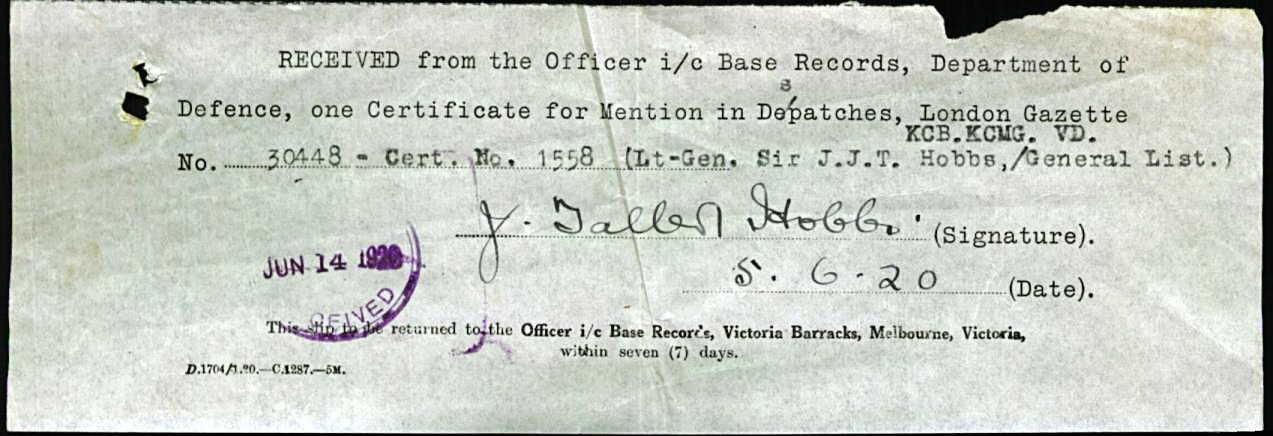 RECEIVED from the Officer i/c Base Records, Department of
s
Defence, one Certificate for Mention in Depatches, London Gazette
KCB.KCMG. VD.
No. 30448 - Cert. No. 1558 (Lt-Gen. Sir J.J.T. Hobbs,/General List.)
J. Talbot Hobbs (Signature).
JUN 14 1920
5. 6. 20 (Date).
This slip to be returned to the Officer i/c Base Records, Victoria Barracks, Melbourne, Victoria,
within seven (7) days.
D.1704/1.20.—C.1287.—5M.